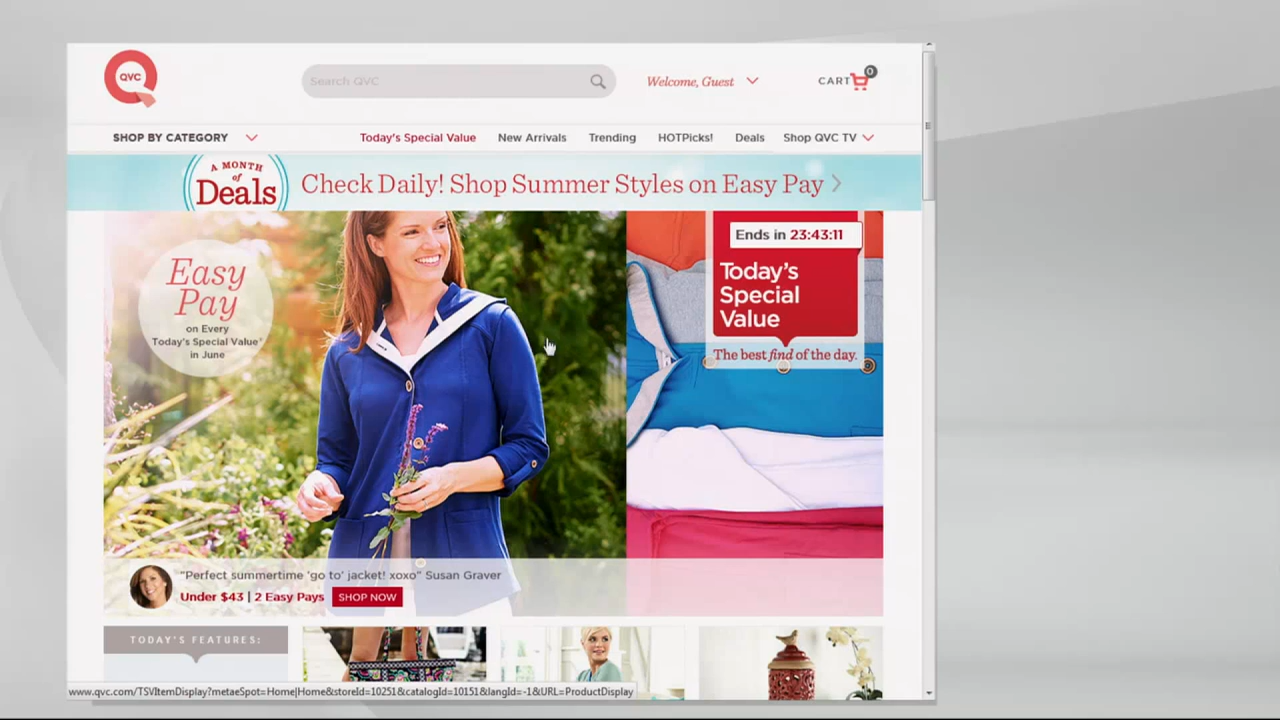 QVC
Search QVC
Welcome, Guest
CART
0
SHOP BY CATEGORY
Today's Special Value
New Arrivals
Trending
HOTPicks!
Deals
Shop QVC TV
A MONTH
of
Deals
Check Daily! Shop Summer Styles on Easy Pay
Easy
Pay
on Every
Today's Special Value®
in June
Ends in 23:43:11
Today's
Special
Value
The best find of the day.
"Perfect summertime 'go to' jacket! xoxo" Susan Graver
Under $43 | 2 Easy Pays
SHOP NOW
TODAY'S FEATURES:
www.qvc.com/TSVItemDisplay?metaeSpot=Home|Home&storeId=10251&catalogId=10151&langId=-1&URL=ProductDisplay